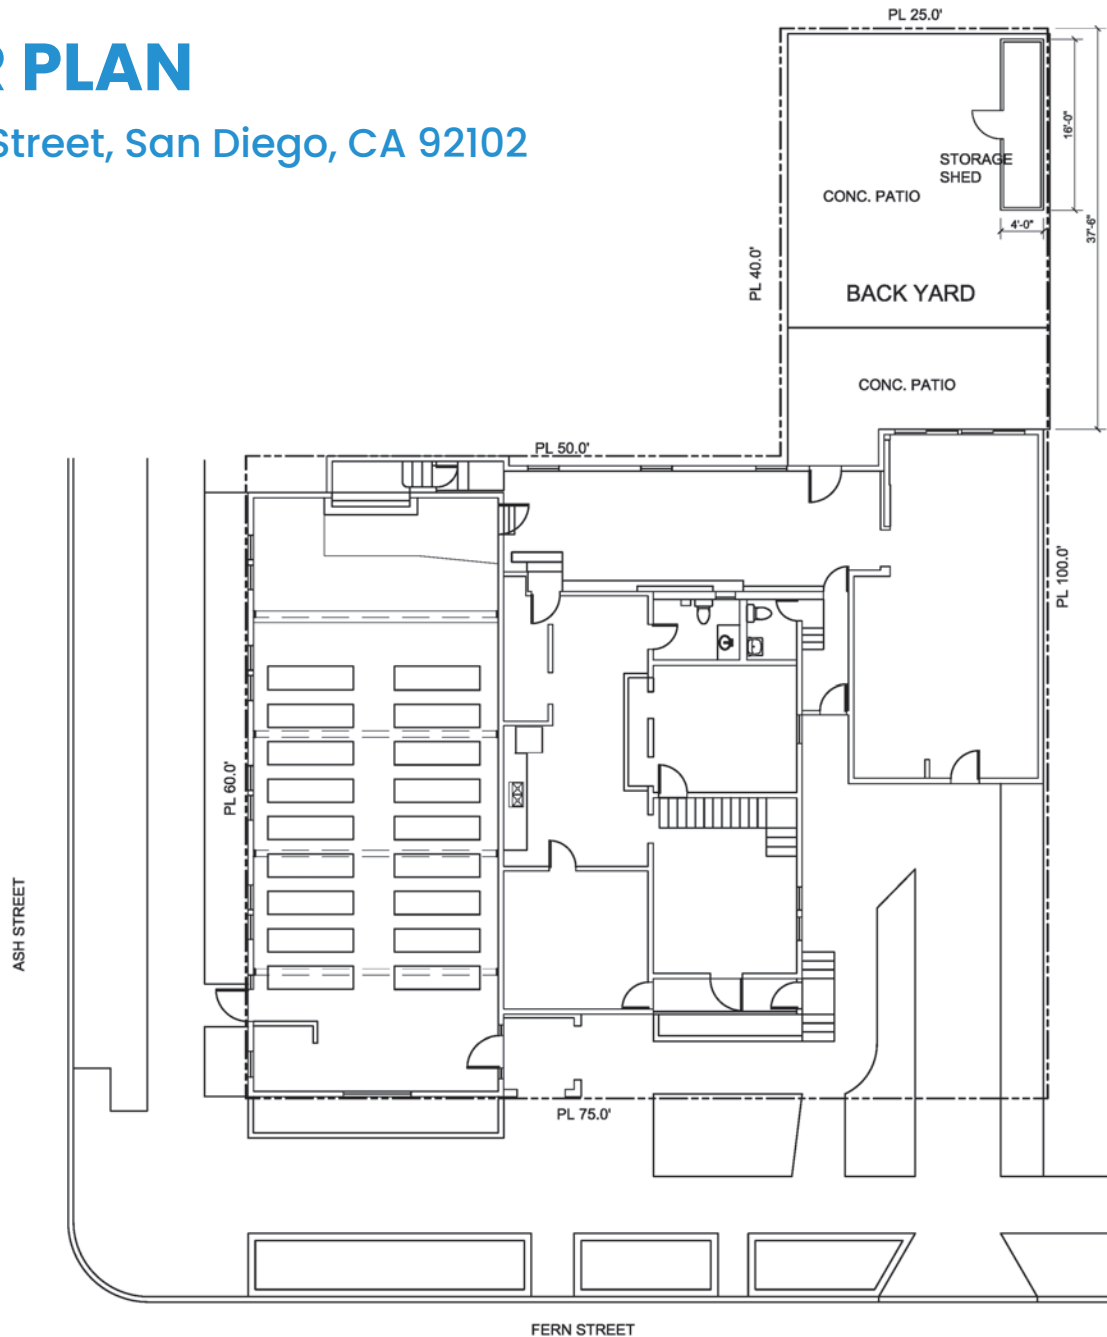 R PLAN
Street, San Diego, CA 92102
PL 25.0'
16'-0"
STORAGE
SHED
CONC. PATIO
4'-0"
37'-6"
PL 40.0'
BACK YARD
CONC. PATIO
PL 50.0'
PL 100.0'
PL 60.0'
ASH STREET
PL 75.0'
FERN STREET